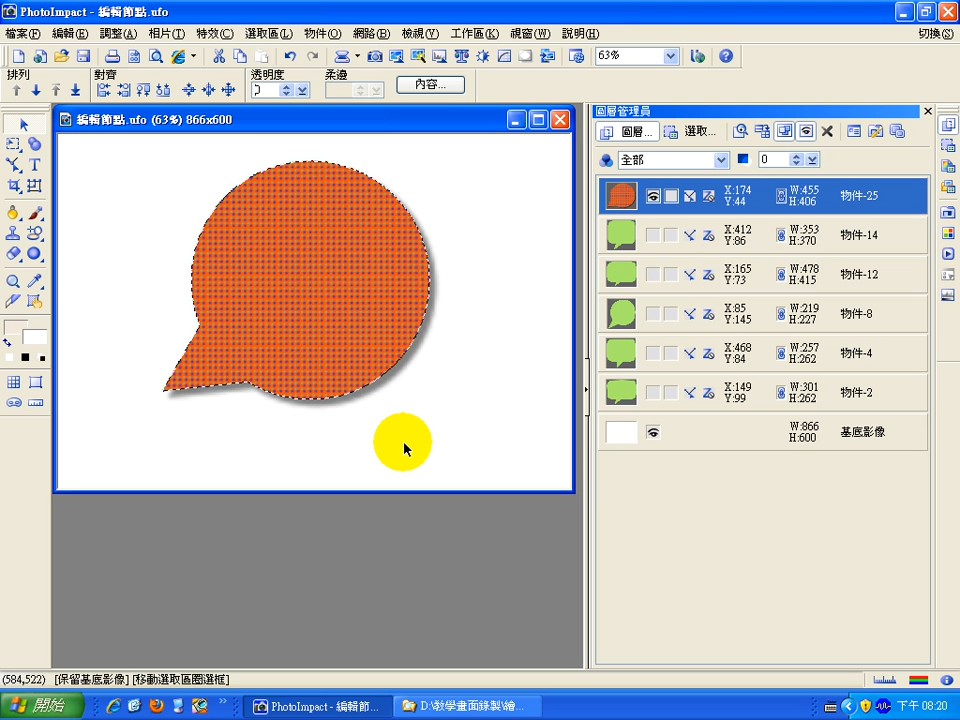 PhotoImpact - 編輯節點.ufo
檔案(F) 編輯(E) 調整(A) 相片(T) 特效(C) 選取區(L) 物件(O) 網路(B) 檢視(V) 工作區(K) 視窗(W) 說明(H) 切換(S)
63%
排列 對齊 透明度 柔邊
內容...
編輯節點.ufo (63%) 866x600
圖層管理員
圖層... 選取...
全部 0
X:174 W:455 物件-25
Y:44 H:406
X:412 W:353 物件-14
Y:86 H:370
X:165 W:478 物件-12
Y:73 H:415
X:85 W:219 物件-8
Y:145 H:227
X:468 W:257 物件-4
Y:84 H:262
X:149 W:301 物件-2
Y:99 H:262
W:866 基底影像
H:600
(584,522) [保留基底影像] [移動選取區圈選框]
開始 PhotoImpact - 編輯節... D:\教學畫面錄製\繪... 下午 08:20